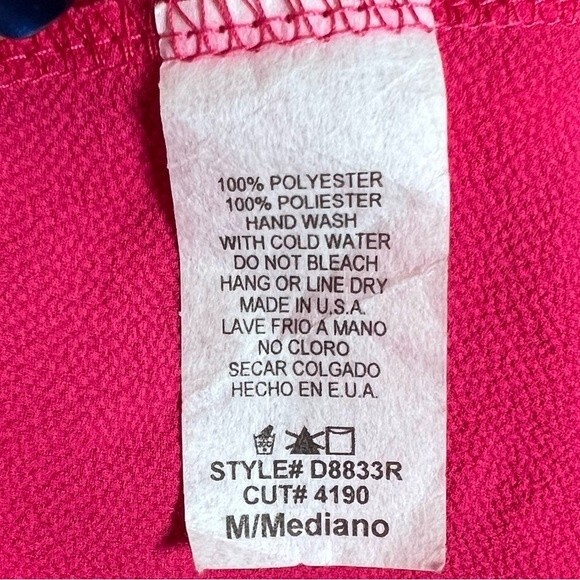 100% POLYESTER
100% POLIESTER
HAND WASH
WITH COLD WATER
DO NOT BLEACH
HANG OR LINE DRY
MADE IN U.S.A.
LAVE FRIO A MANO
NO CLORO
SECAR COLGADO
HECHO EN E.U.A.
STYLE# D8833R
CUT# 4190
M/Mediano